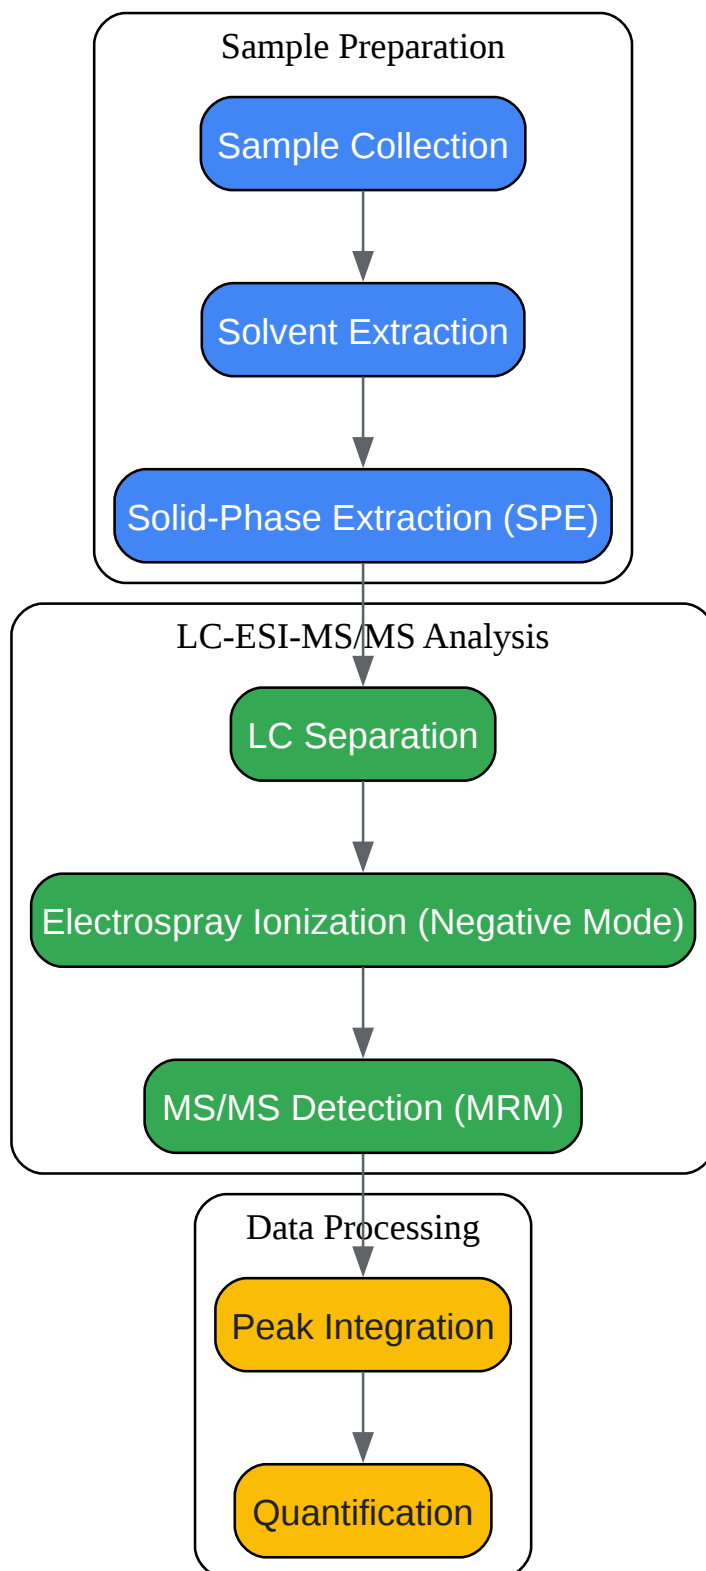 Sample Preparation
Sample Collection
Solvent Extraction
Solid-Phase Extraction (SPE)
LC-ESI-MS/MS Analysis
LC Separation
Electrospray Ionization (Negative Mode)
MS/MS Detection (MRM)
Data Processing
Peak Integration
Quantification